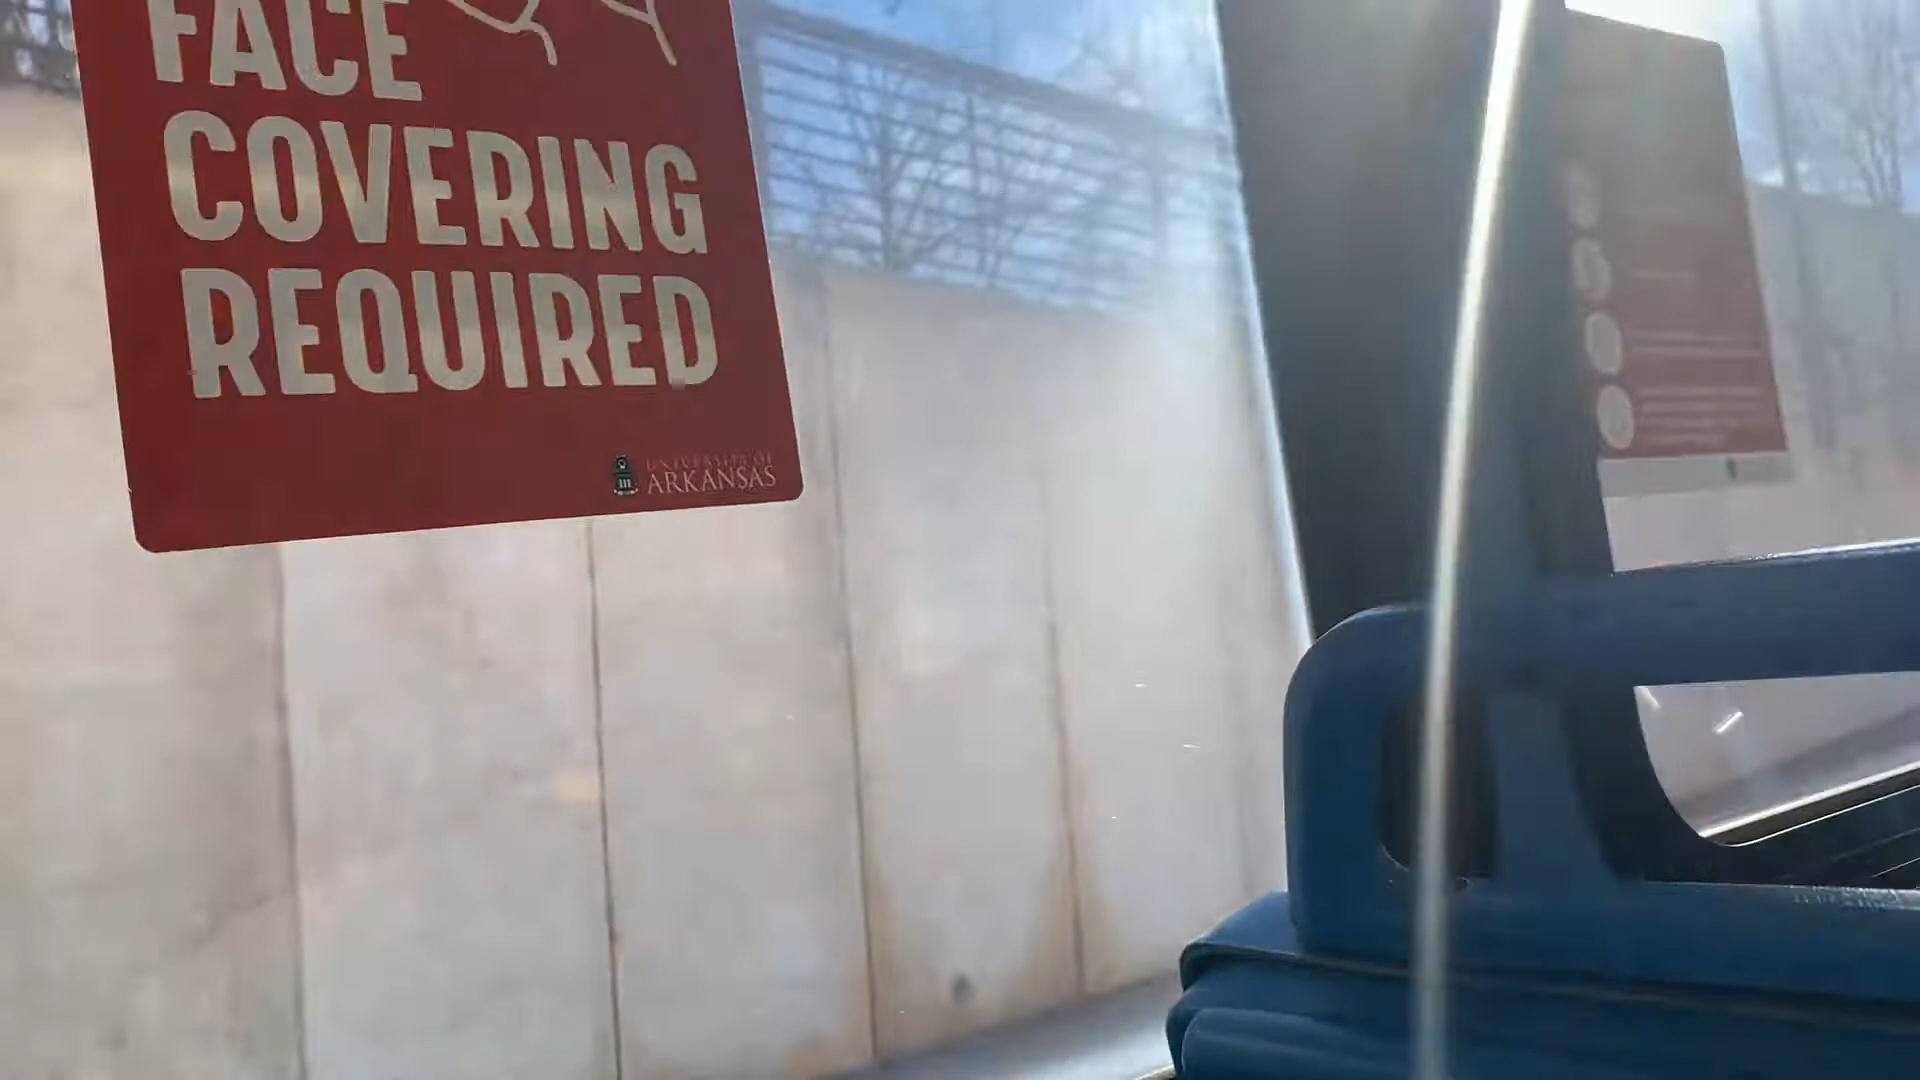 FACE
COVERING
REQUIRED
UNIVERSITY OF
ARKANSAS